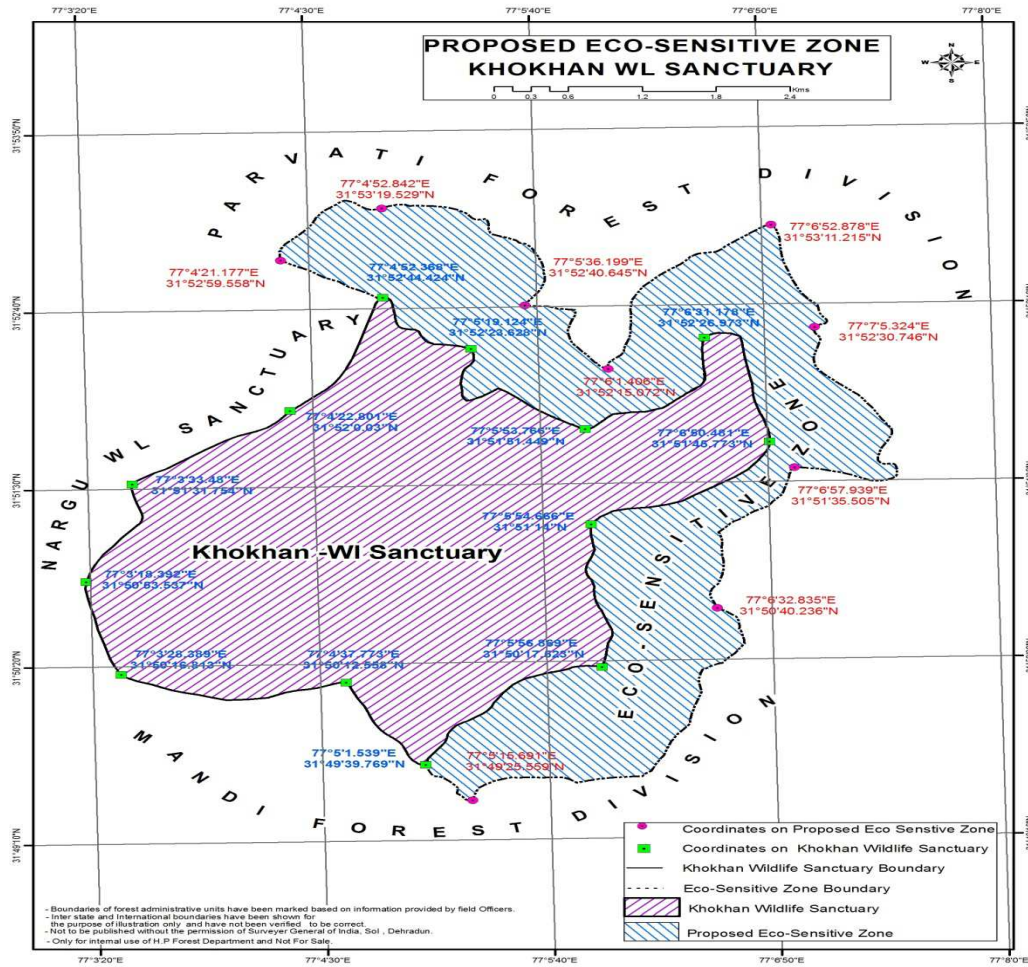 77°3'20"E
77°4'30"E
77°5'40"E
77°6'50"E
77°8'0"E
PROPOSED ECO-SENSITIVE ZONE
KHOKHAN WL SANCTUARY
Kms
0 0.3 0.6 1.2 1.8 2.4
N
W E
S
31°53'50"N
31°52'40"N
31°51'30"N
31°50'20"N
31°49'10"N
PARVATI FOREST DIVISION
77°4'52.842"E
31°53'19.529"N
77°6'52.878"E
31°53'11.215"N
77°4'21.177"E
31°52'59.558"N
77°4'52.368"E
31°52'44.424"N
77°5'36.199"E
31°52'40.645"N
77°5'19.124"E
31°52'23.628"N
77°6'31.178"E
31°52'26.973"N
77°7'5.324"E
31°52'30.746"N
77°6'1.406"E
31°52'15.072"N
NARGU WL SANCTUARY
77°4'22.801"E
31°52'0.03"N
77°5'53.766"E
31°51'51.449"N
77°6'50.481"E
31°51'45.773"N
77°3'33.48"E
31°51'31.754"N
77°6'57.939"E
31°51'35.505"N
77°5'54.666"E
31°51'14"N
Khokhan -Wl Sanctuary
ECO-SENSITIVE ZONE
77°3'18.392"E
31°50'53.537"N
77°6'32.835"E
31°50'40.236"N
77°3'28.389"E
31°50'16.813"N
77°4'37.773"E
31°50'12.558"N
77°5'1.539"E
31°49'39.769"N
77°5'15.691"E
31°49'25.559"N
MANDI FOREST DIVISION
Coordinates on Proposed Eco Senstive Zone
Coordinates on Khokhan Wildlife Sanctuary
Khokhan Wildlife Sanctuary Boundary
Eco-Sensitive Zone Boundary
Khokhan Wildlife Sanctuary
Proposed Eco-Sensitive Zone
- Boundaries of forest administrative units have been marked based on information provided by field Officers.
- Inter state and International boundaries have been shown for
the purpose of illustration only and have not been verified to be correct.
- Not to be published without the permission of Surveyer General of India, SoI , Dehradun.
- Only for internal use of H.P Forest Department and Not For Sale.
77°3'20"E
77°4'30"E
77°5'40"E
77°6'50"E
77°8'0"E